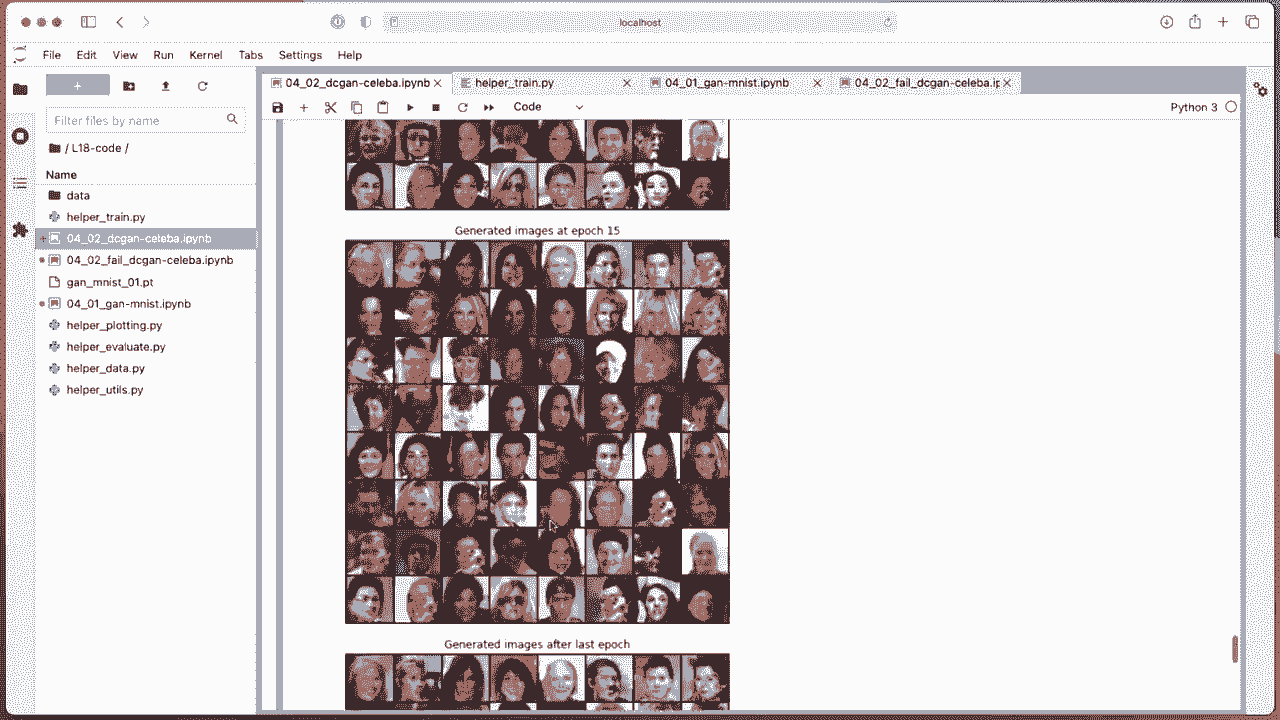 localhost
File Edit View Run Kernel Tabs Settings Help
04_02_dcgan-celeba.ipynb helper_train.py 04_01_gan-mnist.ipynb 04_02_fail_dcgan-celeba.ip
Code Python 3
Filter files by name
/ L18-code /
Name
data
helper_train.py
04_02_dcgan-celeba.ipynb
04_02_fail_dcgan-celeba.ipynb
gan_mnist_01.pt
04_01_gan-mnist.ipynb
helper_plotting.py
helper_evaluate.py
helper_data.py
helper_utils.py
Generated images at epoch 15
Generated images after last epoch